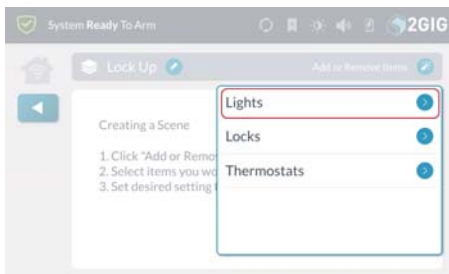 System Ready To Arm
2GIG
Lock Up
Add or Remove Items
Lights
Locks
Thermostats
Creating a Scene
1. Click "Add or Remo
2. Select items you wo
3. Set desired setting